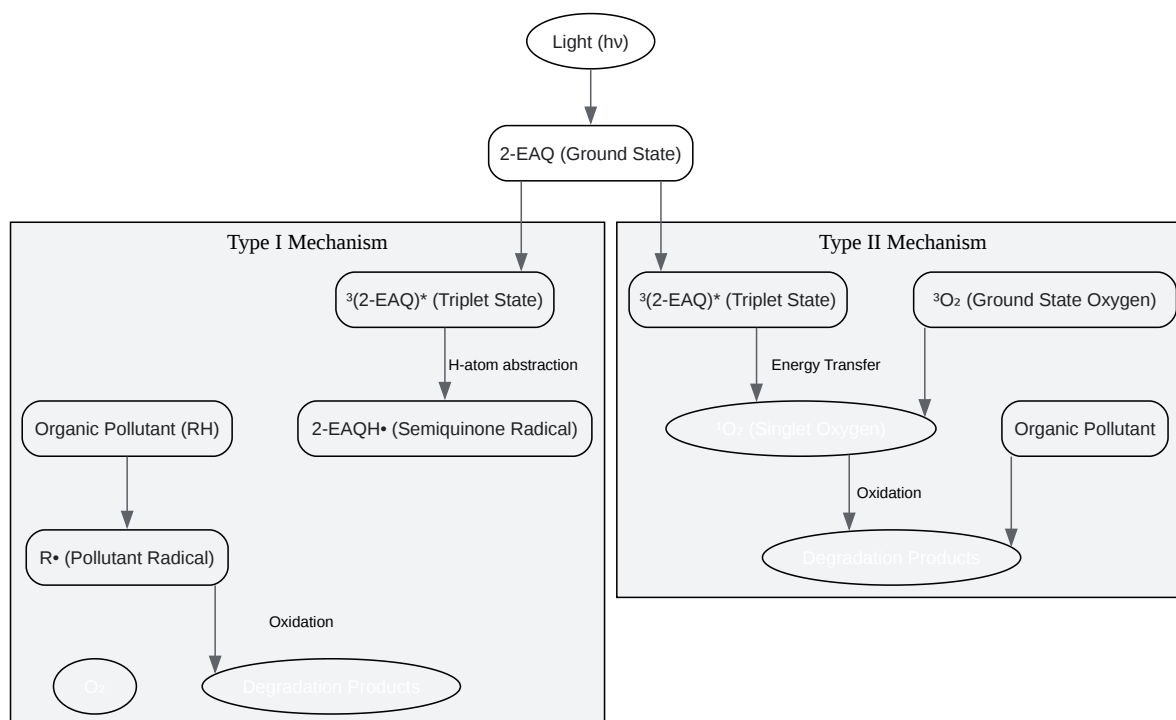 Light (hν)
2-EAQ (Ground State)
Type I Mechanism
³(2-EAQ)* (Triplet State)
H-atom abstraction
Organic Pollutant (RH)
2-EAQH• (Semiquinone Radical)
R• (Pollutant Radical)
Oxidation
O₂
Degradation Products
Type II Mechanism
³(2-EAQ)* (Triplet State)
³O₂ (Ground State Oxygen)
Energy Transfer
¹O₂ (Singlet Oxygen)
Organic Pollutant
Oxidation
Degradation Products